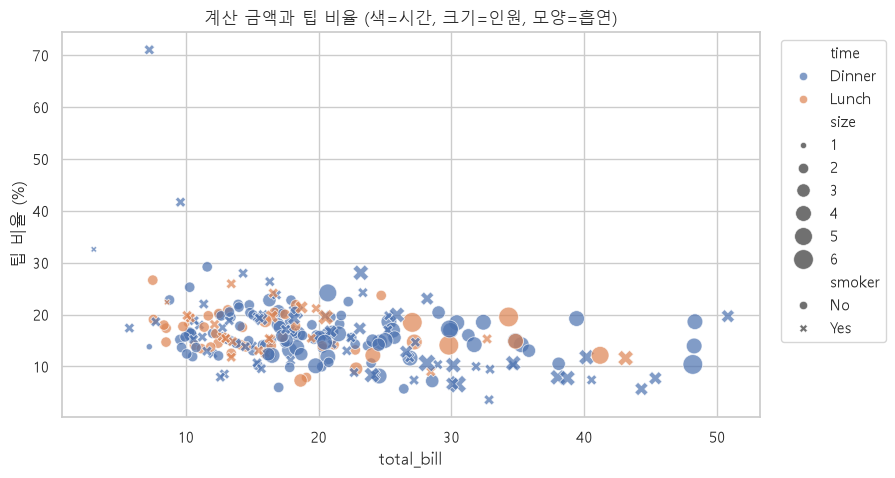 계산 금액과 팁 비율 (색=시간, 크기=인원, 모양=흡연)
팁 비율 (%)
70
60
50
40
30
20
10
10
20
30
40
50
total_bill
time
Dinner
Lunch
size
1
2
3
4
5
6
smoker
No
Yes